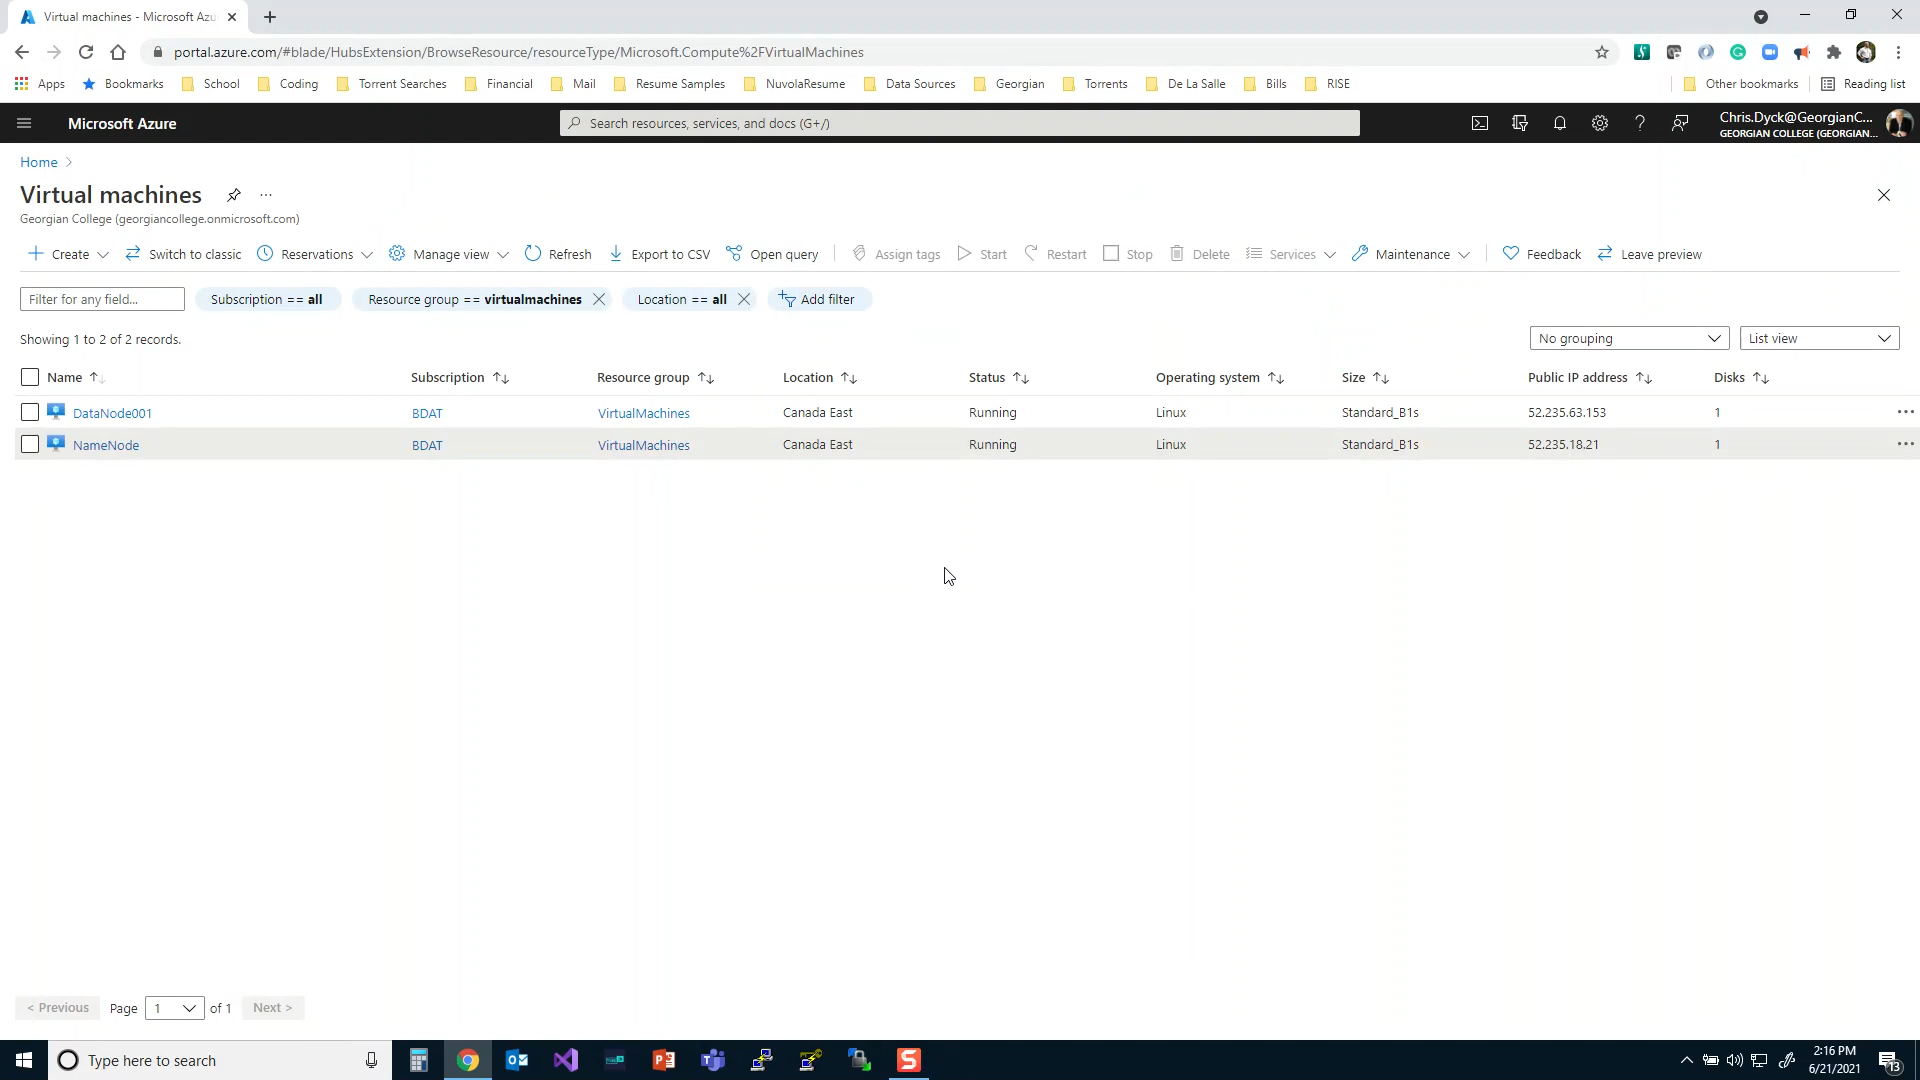 Virtual machines - Microsoft Azu
portal.azure.com/#blade/HubsExtension/BrowseResource/resourceType/Microsoft.Compute%2FVirtualMachines
Apps Bookmarks School Coding Torrent Searches Financial Mail Resume Samples NuvolaResume Data Sources Georgian Torrents De La Salle Bills RISE Other bookmarks Reading list
Microsoft Azure Search resources, services, and docs (G+/) Chris.Dyck@GeorgianC...
GEORGIAN COLLEGE (GEORGIAN...
Home >
Virtual machines ...
Georgian College (georgiancollege.onmicrosoft.com)
Create Switch to classic Reservations Manage view Refresh Export to CSV Open query Assign tags Start Restart Stop Delete Services Maintenance Feedback Leave preview
Filter for any field... Subscription == all Resource group == virtualmachines Location == all Add filter
Showing 1 to 2 of 2 records. No grouping List view
Name Subscription Resource group Location Status Operating system Size Public IP address Disks
DataNode001 BDAT VirtualMachines Canada East Running Linux Standard_B1s 52.235.63.153 1
NameNode BDAT VirtualMachines Canada East Running Linux Standard_B1s 52.235.18.21 1
< Previous Page 1 of 1 Next >
Type here to search
2:16 PM
6/21/2021
13